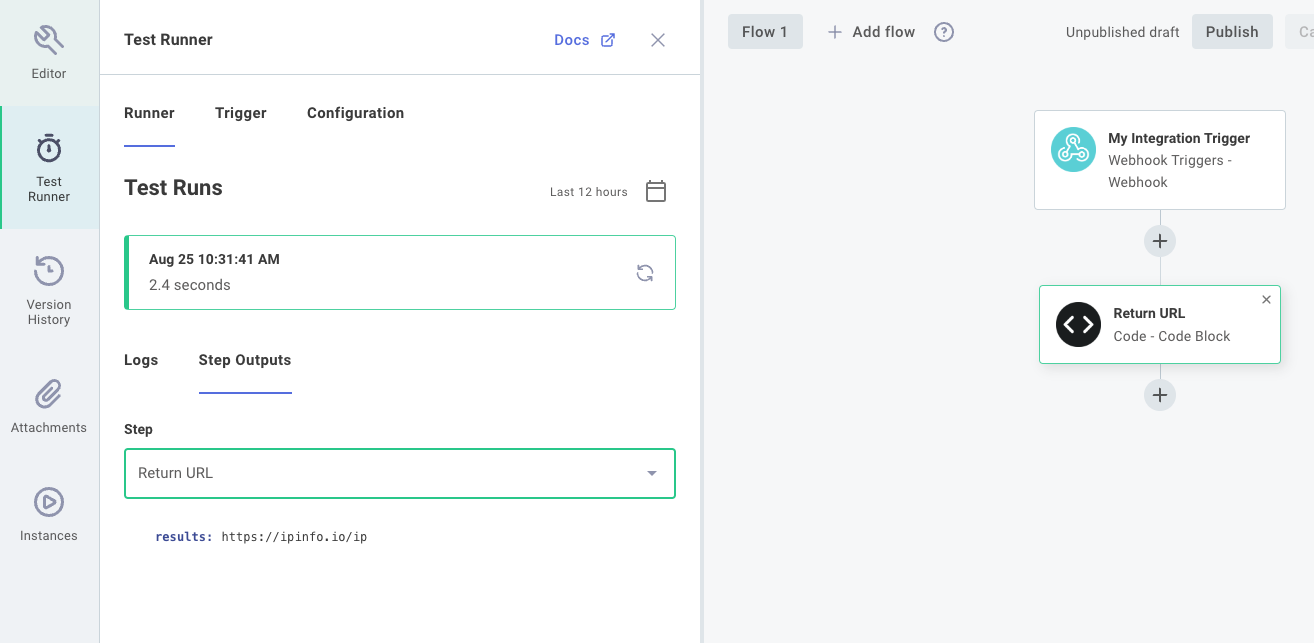 Editor
Test
Runner
Version
History
Attachments
Instances
Test Runner
Docs
Runner
Trigger
Configuration
Test Runs
Last 12 hours
Aug 25 10:31:41 AM
2.4 seconds
Logs
Step Outputs
Step
Return URL
results: https://ipinfo.io/ip
Flow 1
Add flow
?
Unpublished draft
Publish
Ca
My Integration Trigger
Webhook Triggers -
Webhook
Return URL
Code - Code Block